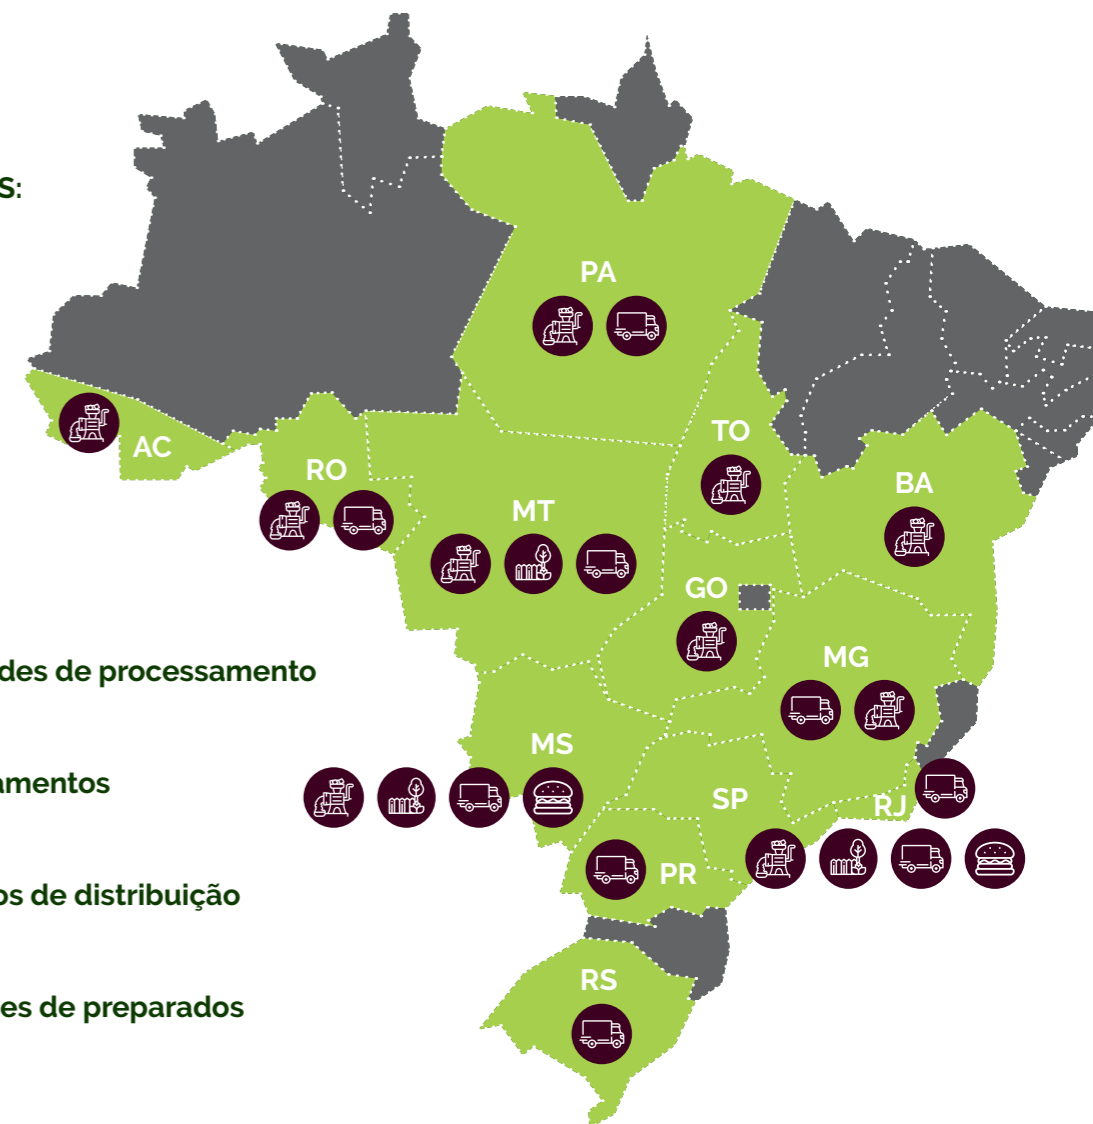 S:
PA
TO
AC
RO
BA
MT
GO
MG
des de processamento
MS
amentos
SP
RJ
PR
os de distribuição
RS
es de preparados